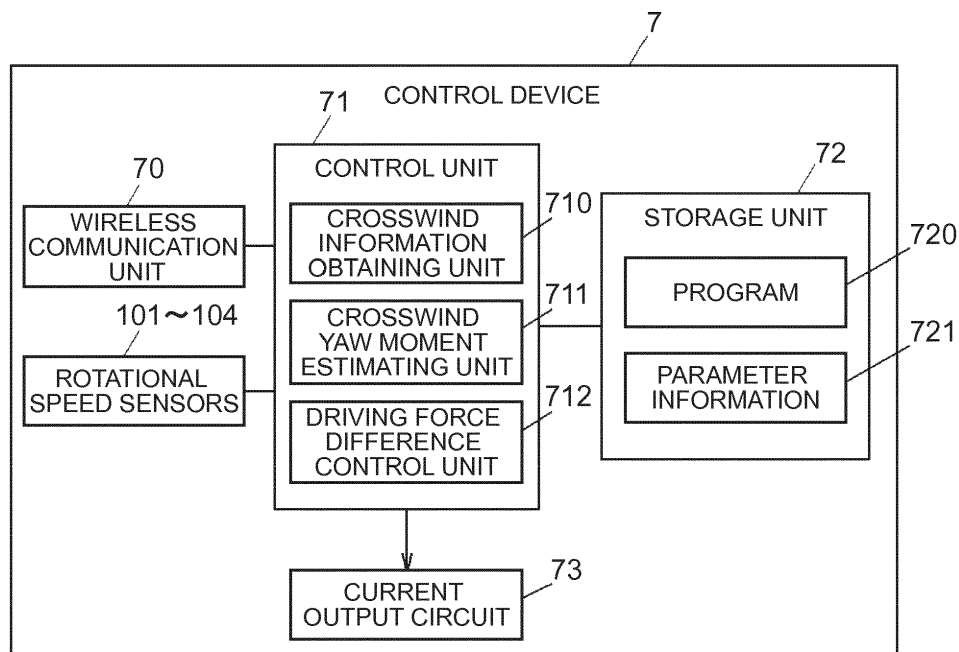 7
CONTROL DEVICE
71
CONTROL UNIT
70
WIRELESS
COMMUNICATION
UNIT
101～104
ROTATIONAL
SPEED SENSORS
710
CROSSWIND
INFORMATION
OBTAINING UNIT
711
CROSSWIND
YAW MOMENT
ESTIMATING UNIT
712
DRIVING FORCE
DIFFERENCE
CONTROL UNIT
72
STORAGE UNIT
720
PROGRAM
721
PARAMETER
INFORMATION
73
CURRENT
OUTPUT CIRCUIT